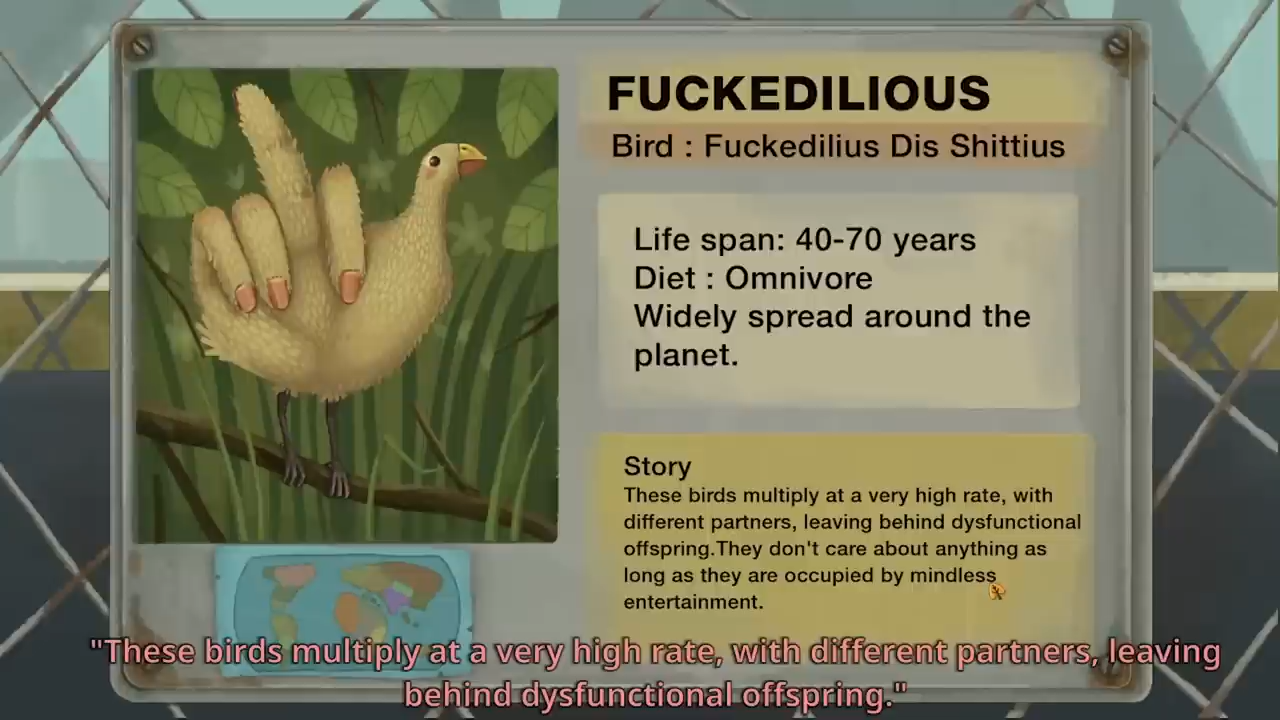 FUCKEDILIOUS
Bird : Fuckedilius Dis Shittius
Life span: 40-70 years
Diet : Omnivore
Widely spread around the
planet.
Story
These birds multiply at a very high rate, with
different partners, leaving behind dysfunctional
offspring.They don't care about anything as
long as they are occupied by mindless
entertainment.
"These birds multiply at a very high rate, with different partners, leaving
behind dysfunctional offspring."